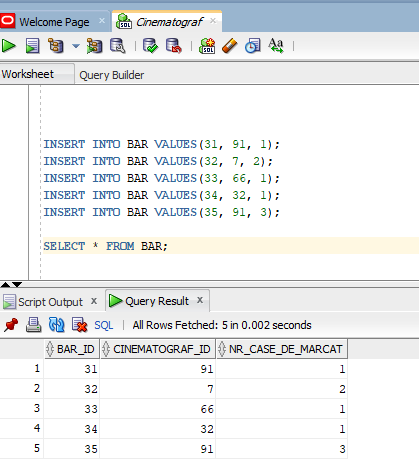 Welcome Page × Cinematograf ×
Worksheet Query Builder
INSERT INTO BAR VALUES(31, 91, 1);
INSERT INTO BAR VALUES(32, 7, 2);
INSERT INTO BAR VALUES(33, 66, 1);
INSERT INTO BAR VALUES(34, 32, 1);
INSERT INTO BAR VALUES(35, 91, 3);
SELECT * FROM BAR;
Script Output × Query Result ×
SQL | All Rows Fetched: 5 in 0.002 seconds
BAR_ID CINEMATOGRAF_ID NR_CASE_DE_MARCAT
1 31 91 1
2 32 7 2
3 33 66 1
4 34 32 1
5 35 91 3